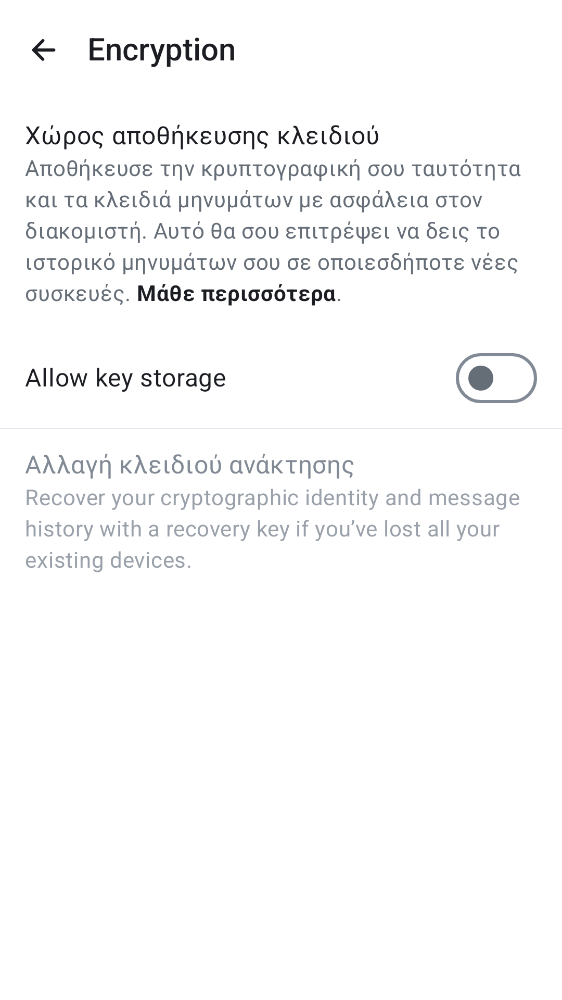 Encryption
Χώρος αποθήκευσης κλειδιού
Αποθήκευσε την κρυπτογραφική σου ταυτότητα
και τα κλειδιά μηνυμάτων με ασφάλεια στον
διακομιστή. Αυτό θα σου επιτρέψει να δεις το
ιστορικό μηνυμάτων σου σε οποιεσδήποτε νέες
συσκευές. Μάθε περισσότερα.
Allow key storage
Αλλαγή κλειδιού ανάκτησης
Recover your cryptographic identity and message
history with a recovery key if you’ve lost all your
existing devices.